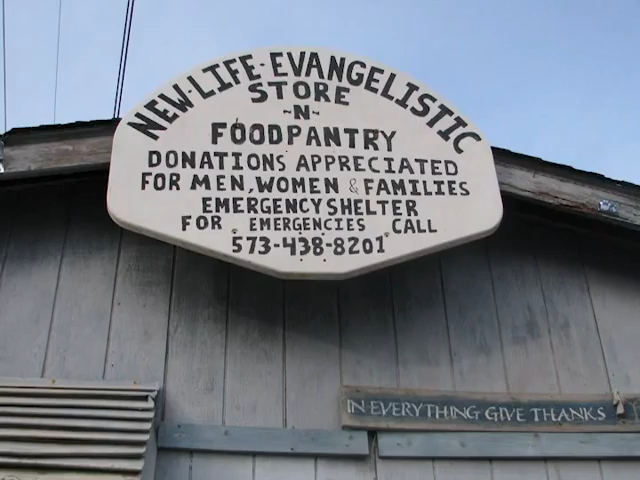 NEW-LIFE-EVANGELISTIC
STORE
-N-
FOODPANTRY
DONATIONS APPRECIATED
FOR MEN, WOMEN & FAMILIES
EMERGENCY SHELTER
FOR EMERGENCIES CALL
573-438-8201
IN EVERYTHING GIVE THANKS